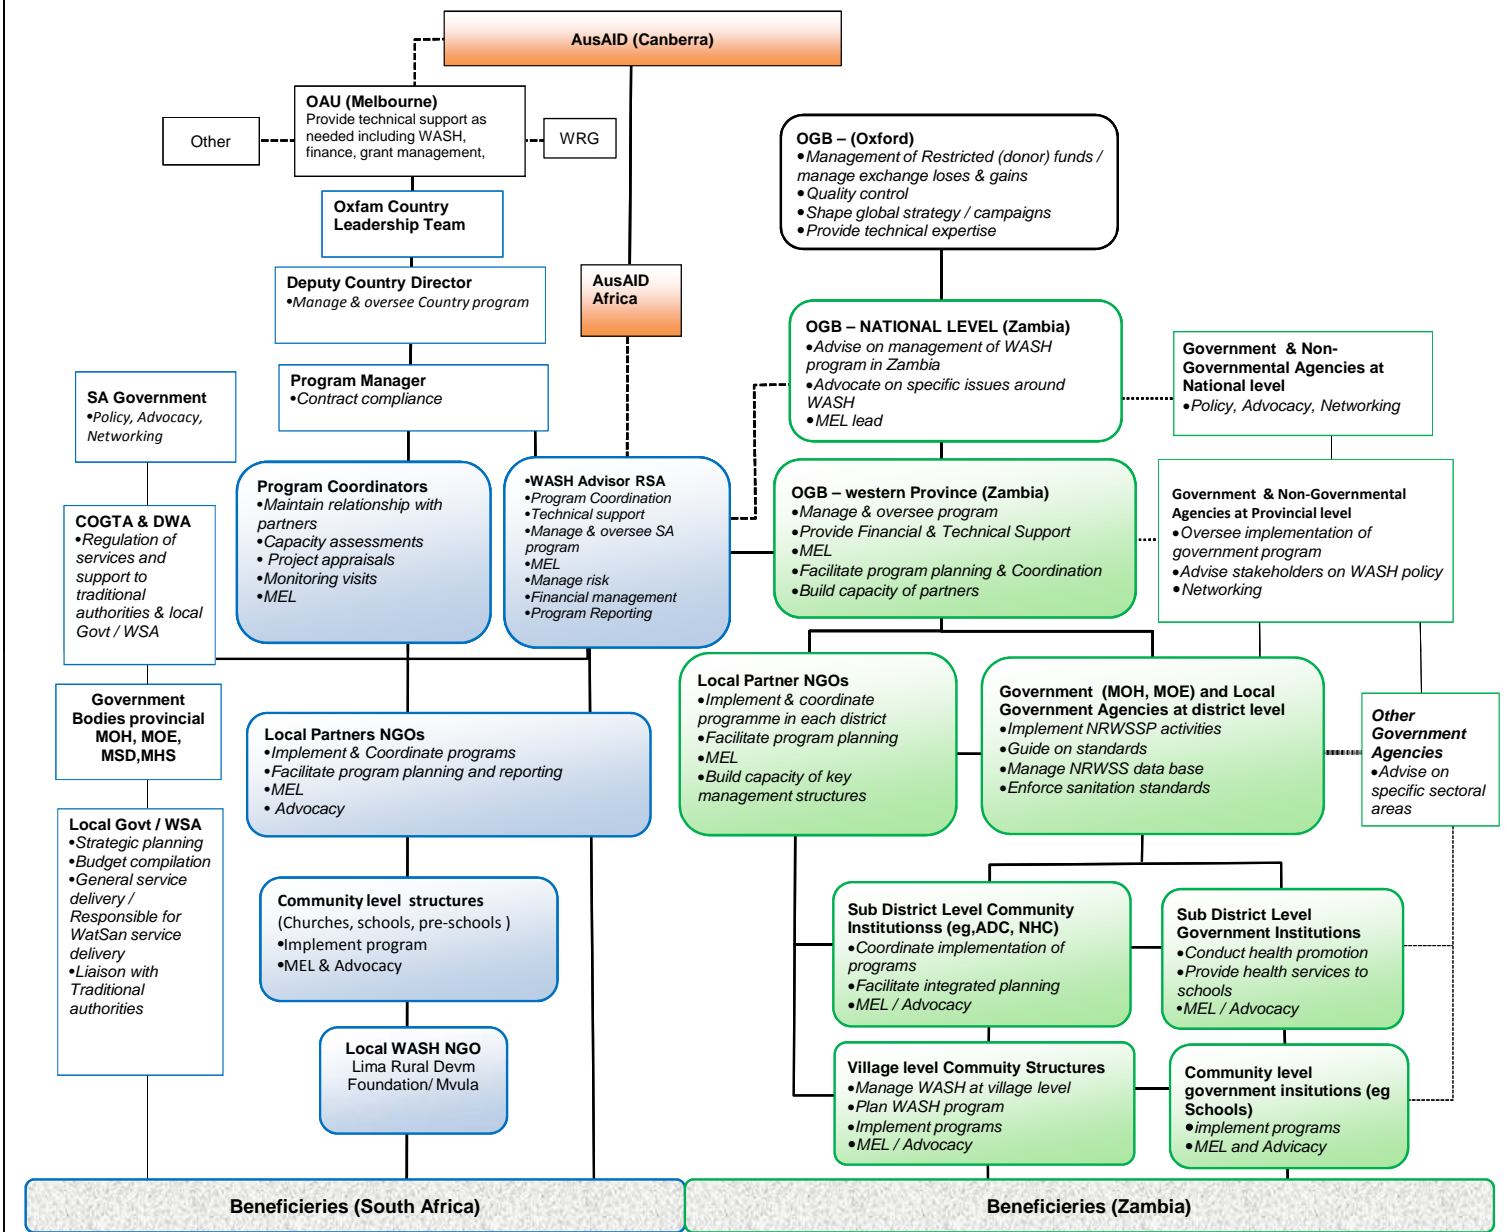 AusAID (Canberra)
OAU (Melbourne)
Provide technical support as
needed including WASH,
finance, grant management,
Other
WRG
OGB – (Oxford)
•Management of Restricted (donor) funds /
manage exchange loses & gains
•Quality control
•Shape global strategy / campaigns
•Provide technical expertise
Oxfam Country
Leadership Team
Deputy Country Director
•Manage & oversee Country program
AusAID
Africa
OGB – NATIONAL LEVEL (Zambia)
•Advise on management of WASH
program in Zambia
•Advocate on specific issues around
WASH
•MEL lead
Government & Non-
Governmental Agencies at
National level
•Policy, Advocacy, Networking
Program Manager
•Contract compliance
SA Government
•Policy, Advocacy,
Networking
Program Coordinators
•Maintain relationship with
partners
•Capacity assessments
• Project appraisals
•Monitoring visits
•MEL
•WASH Advisor RSA
•Program Coordination
•Technical support
•Manage & oversee SA
program
•MEL
•Manage risk
•Financial management
•Program Reporting
OGB – western Province (Zambia)
•Manage & oversee program
•Provide Financial & Technical Support
•MEL
•Facilitate program planning & Coordination
•Build capacity of partners
Government & Non-Governmental
Agencies at Provincial level
•Oversee implementation of
government program
•Advise stakeholders on WASH policy
•Networking
COGTA & DWA
•Regulation of
services and
support to
traditional
authorities & local
Govt / WSA
Government
Bodies provincial
MOH, MOE,
MSD,MHS
Local Partners NGOs
•Implement & Coordinate programs
•Facilitate program planning and reporting
•MEL
• Advocacy
Local Partner NGOs
•Implement & coordinate
programme in each district
•Facilitate program planning
•MEL
•Build capacity of key
management structures
Government (MOH, MOE) and Local
Government Agencies at district level
•Implement NRWSSP activities
•Guide on standards
•Manage NRWSS data base
•Enforce sanitation standards
Other
Government
Agencies
•Advise on
specific sectoral
areas
Local Govt / WSA
•Strategic planning
•Budget compilation
•General service
delivery /
Responsible for
WatSan service
delivery
•Liaison with
Traditional
authorities
Community level structures
(Churches, schools, pre-schools )
•Implement program
•MEL & Advocacy
Sub District Level Community
Institutionss (eg,ADC, NHC)
•Coordinate implementation of
programs
•Facilitate integrated planning
•MEL / Advocacy
Sub District Level
Government Institutions
•Conduct health promotion
•Provide health services to
schools
•MEL / Advocacy
Local WASH NGO
Lima Rural Devm
Foundation/ Mvula
Village level Commuity Structures
•Manage WASH at village level
•Plan WASH program
•Implement programs
•MEL / Advocacy
Community level
government insitutions (eg
Schools)
•implement programs
•MEL and Advicacy
Beneficieries (South Africa)
Beneficieries (Zambia)